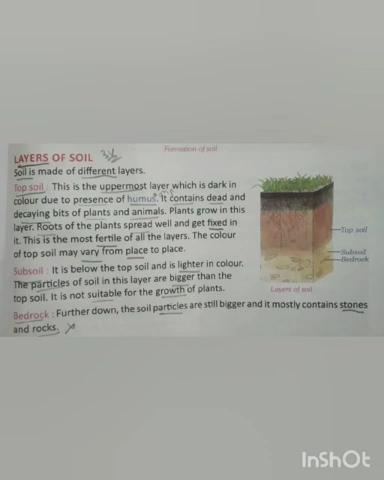 Formation of soil
LAYERS OF SOIL
Soil is made of different layers.
Top soil : This is the uppermost layer which is dark in
colour due to presence of humus. It contains dead and
decaying bits of plants and animals. Plants grow in this
layer. Roots of the plants spread well and get fixed in
it. This is the most fertile of all the layers. The colour
of top soil may vary from place to place.
Subsoil : It is below the top soil and is lighter in colour.
The particles of soil in this layer are bigger than the
top soil. It is not suitable for the growth of plants.
Bedrock : Further down, the soil particles are still bigger and it mostly contains stones
and rocks.
Top soil
Subsoil
Bedrock
Layers of soil
InShOt